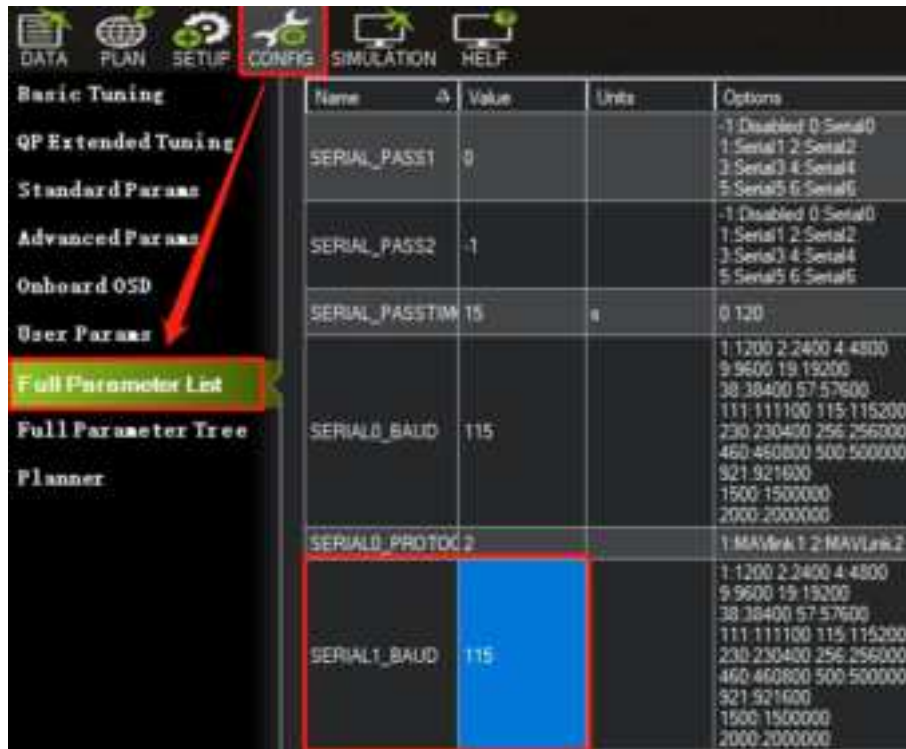 DATA PLAN SETUP CONFIG SIMULATION HELP
Basic Tuning
QP Extended Tuning
Standard Params
Advanced Params
Onboard OSD
User Params
Full Parameter List
Full Parameter Tree
Planner
Name Value Units Options
SERIAL_PASS1 0
-1:Disabled 0:Serial0
1:Serial1 2:Serial2
3:Serial3 4:Serial4
5:Serial5 6:Serial6
SERIAL_PASS2 -1
-1:Disabled 0:Serial0
1:Serial1 2:Serial2
3:Serial3 4:Serial4
5:Serial5 6:Serial6
SERIAL_PASSTIM 15 s 0 120
SERIAL0_BAUD 115
1:1200 2:2400 4:4800
9:9600 19:19200
38:38400 57:57600
111:111100 115:115200
230:230400 256:256000
460:460800 500:500000
921:921600
1500:1500000
2000:2000000
SERIAL0_PROTOC 2 1:MAVlink1 2:MAVLink2
SERIAL1_BAUD 115
1:1200 2:2400 4:4800
9:9600 19:19200
38:38400 57:57600
111:111100 115:115200
230:230400 256:256000
460:460800 500:500000
921:921600
1500:1500000
2000:2000000